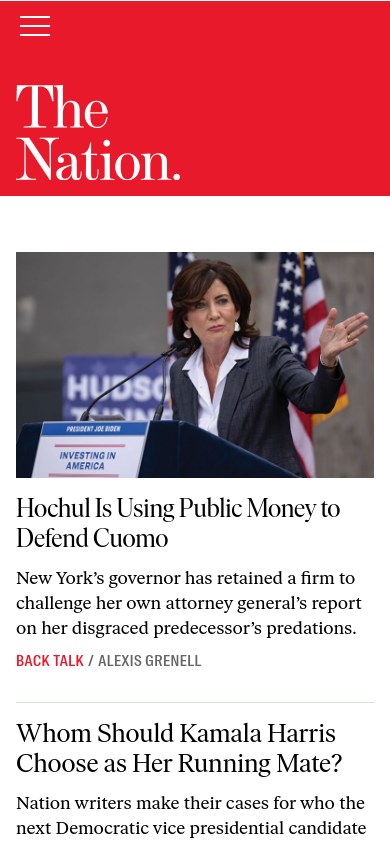 The
Nation.
HUDSO
PRESIDENT JOE BIDEN
INVESTING IN
AMERICA
Hochul Is Using Public Money to
Defend Cuomo
New York’s governor has retained a firm to
challenge her own attorney general’s report
on her disgraced predecessor’s predations.
BACK TALK / ALEXIS GRENELL
Whom Should Kamala Harris
Choose as Her Running Mate?
Nation writers make their cases for who the
next Democratic vice presidential candidate